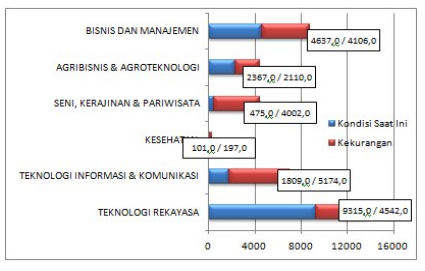 BISNIS DAN MANAJEMEN
4637,0 / 4106,0
AGRIBISNIS & AGROTEKNOLOGI
2367,0 / 2110,0
SENI, KERAJINAN & PARIWISATA
475,0 / 4002,0
Kondisi Saat Ini
KESEHAT
Kekurangan
101,0 / 197,0
TEKNOLOGI INFORMASI & KOMUNIKASI
1809,0 / 5174,0
TEKNOLOGI REKAYASA
9315,0 / 4542,0
0 4000 8000 12000 16000